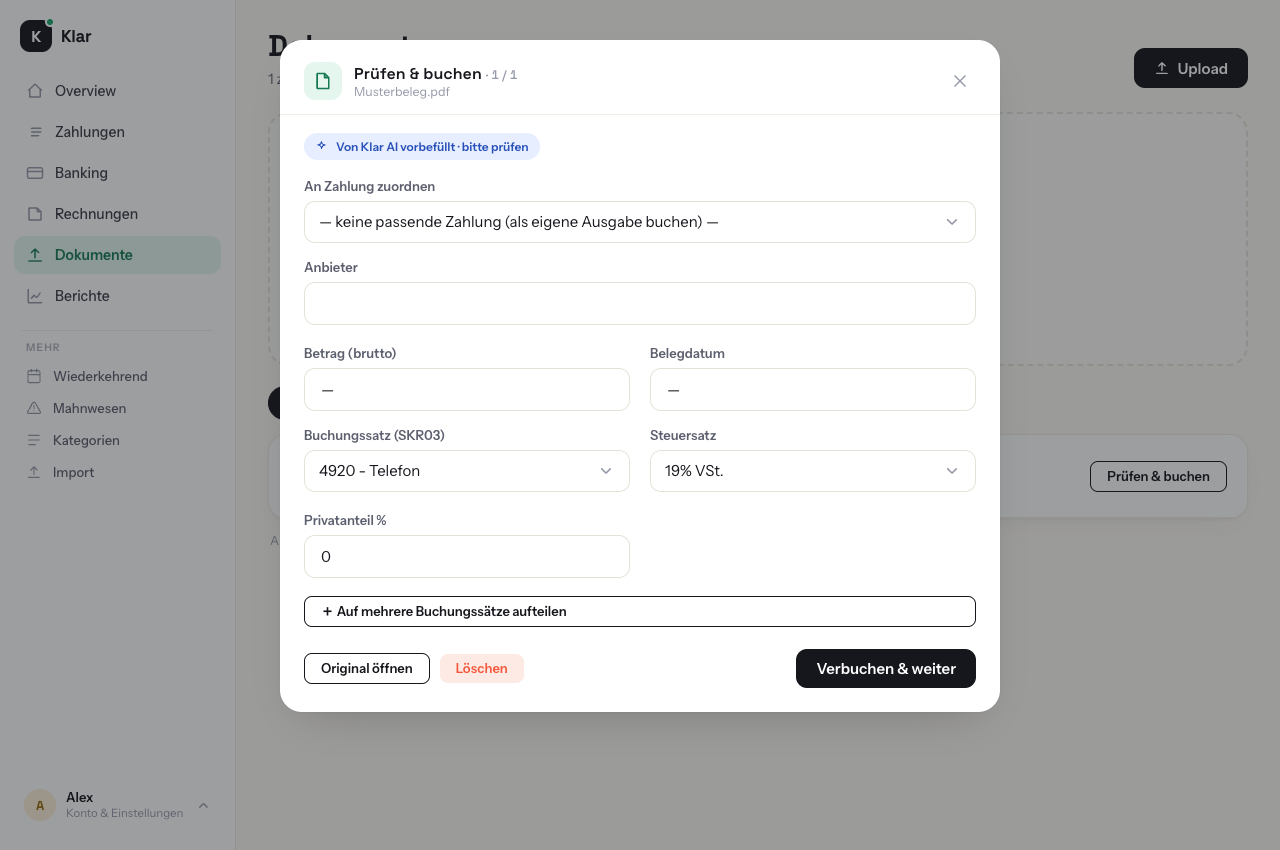 K Klar
Overview
Zahlungen
Banking
Rechnungen
Dokumente
Berichte
MEHR
Wiederkehrend
Mahnwesen
Kategorien
Import
A Alex
Konto & Einstellungen
Upload
Prüfen & buchen · 1 / 1
Musterbeleg.pdf
Von Klar AI vorbefüllt · bitte prüfen
An Zahlung zuordnen
— keine passende Zahlung (als eigene Ausgabe buchen) —
Anbieter
Betrag (brutto) Belegdatum
— —
Buchungssatz (SKR03) Steuersatz
4920 - Telefon 19% VSt.
Privatanteil %
0
+ Auf mehrere Buchungssätze aufteilen
Original öffnen Löschen Verbuchen & weiter
Prüfen & buchen